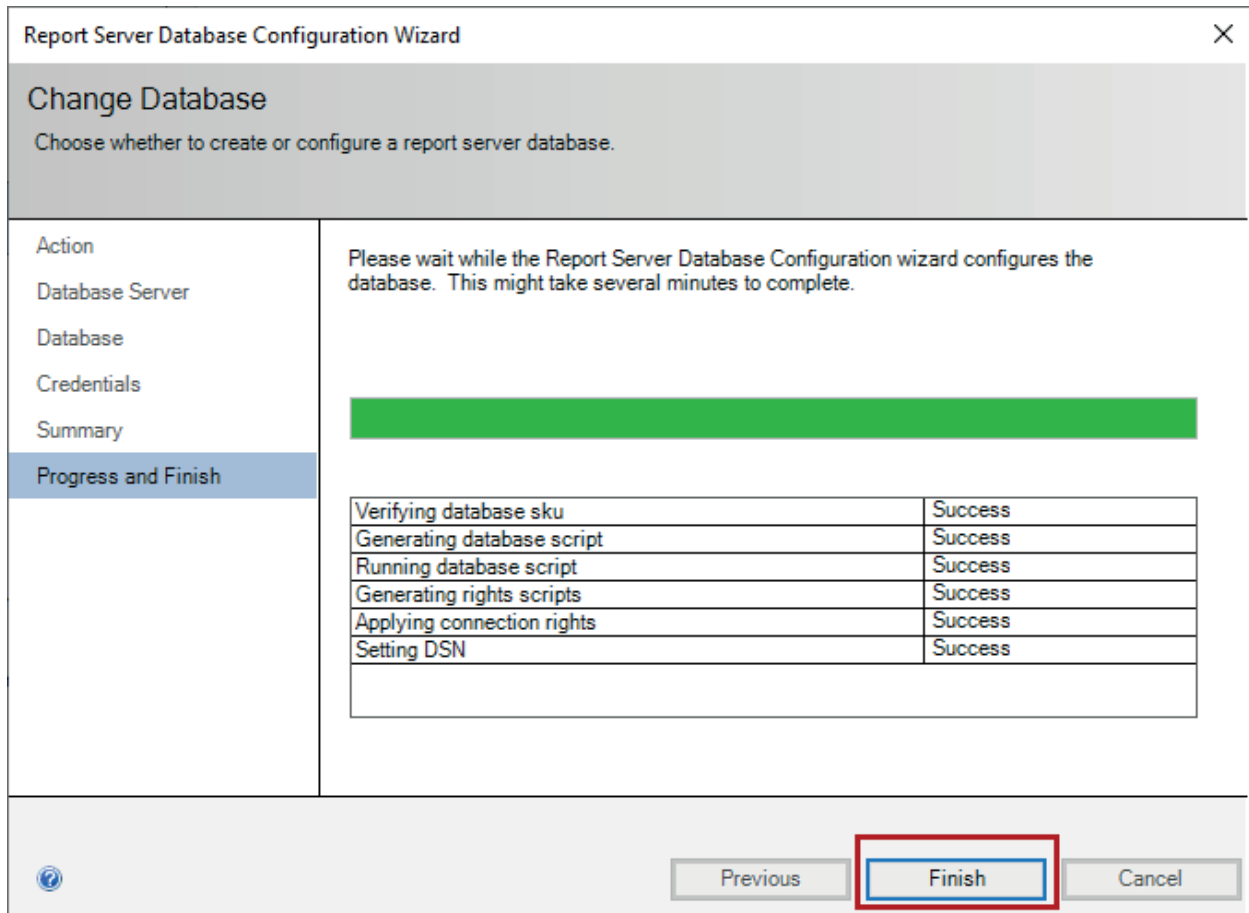 Report Server Database Configuration Wizard
Change Database
Choose whether to create or configure a report server database.
Action
Database Server
Database
Credentials
Summary
Progress and Finish
Please wait while the Report Server Database Configuration wizard configures the
database.  This might take several minutes to complete.
Verifying database sku Success
Generating database script Success
Running database script Success
Generating rights scripts Success
Applying connection rights Success
Setting DSN Success
Previous Finish Cancel